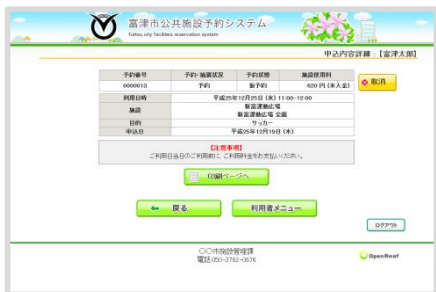 富津市公共施設予約システム
futtsu city facilities reservation system
申込内容詳細:【富津太郎】
予約番号 予約・抽選状況 予約状態 施設使用料
0000013 予約 仮予約 620 円 (未入金)
取消
利用日時 平成25年12月25日 (水) 11:00-12:00
施設 新富運動広場
新富運動広場 全面
目的 サッカー
申込日 平成25年12月19日 (木)
【注意事項】
ご利用日当日のご利用前に、ご利用料金をお支払いください。
印刷ページへ
戻る 利用者メニュー
ログアウト
〇〇市施設管理課
電話050-3762-0676
OpenReaf